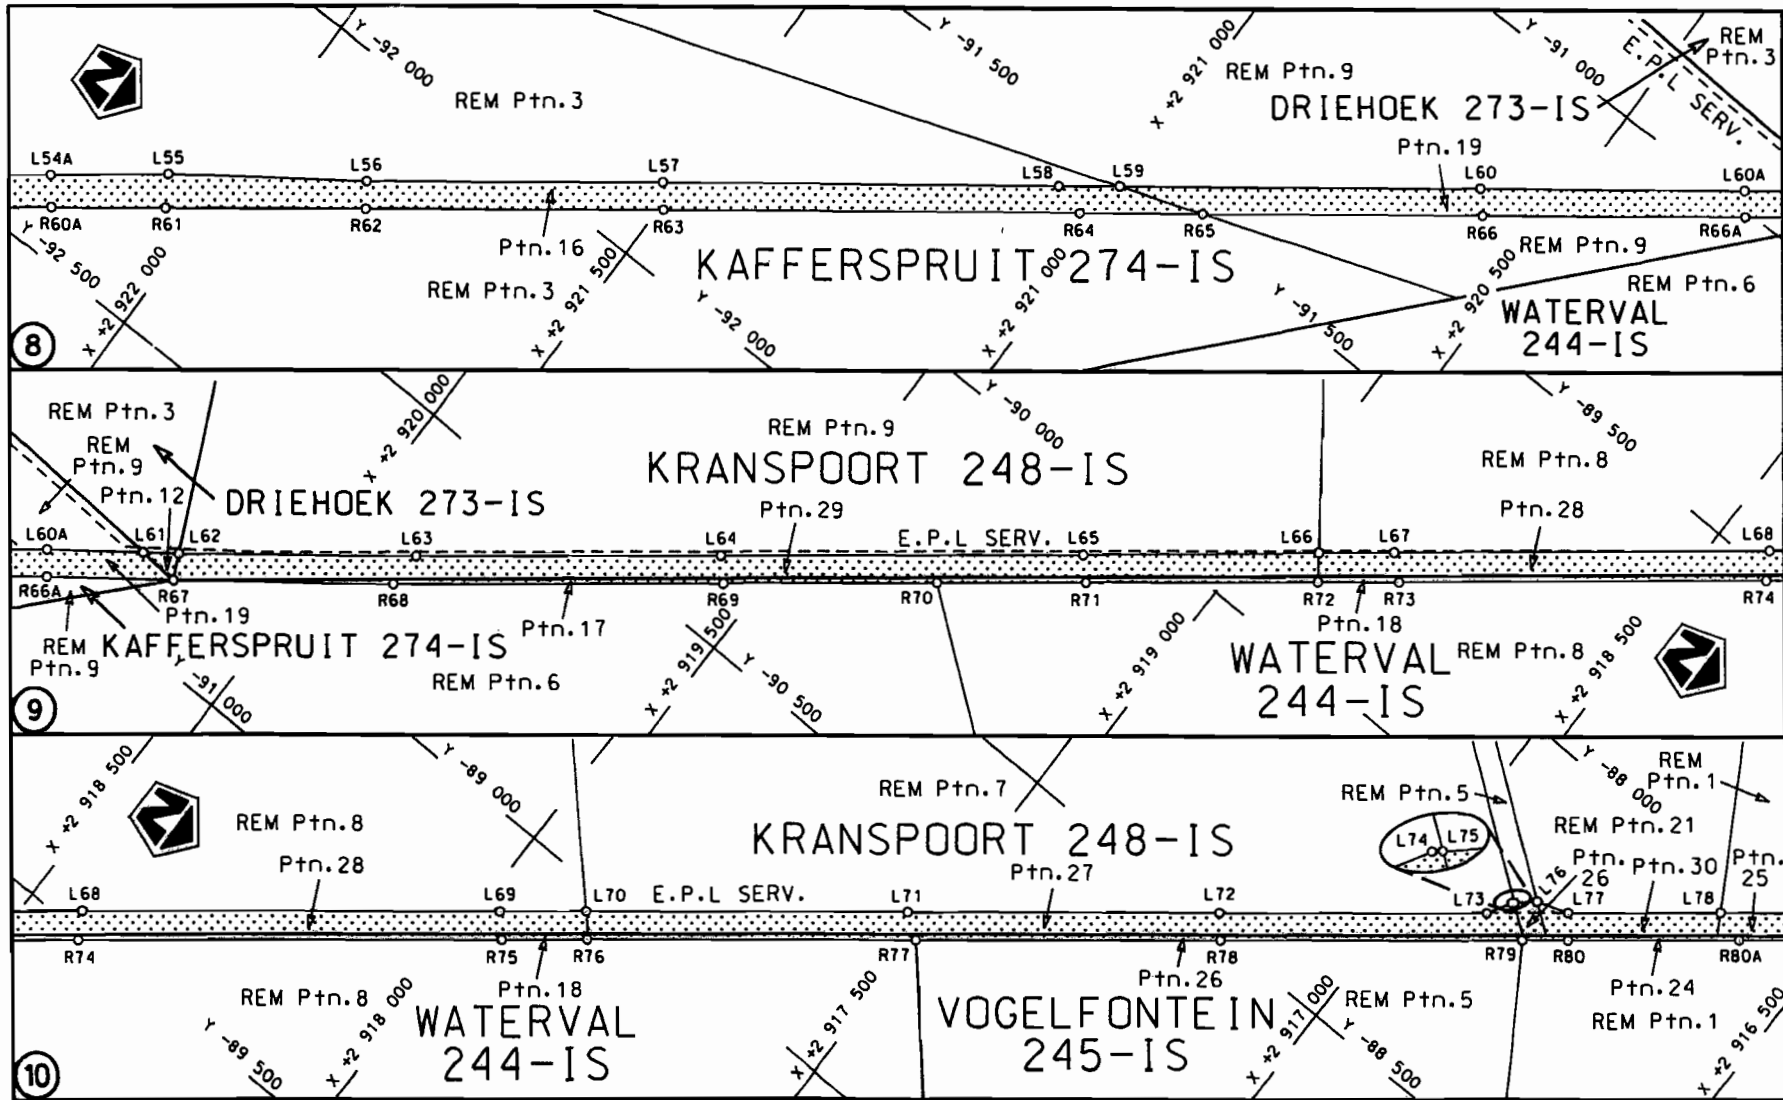 Y -92 000
Y -91 500
X +2 921 000
Y -91 000
E.P.L SERV.
REM
Ptn.3
REM Ptn.3
REM Ptn.9
DRIEHOEK 273-IS
Ptn.19
L54A
L55
L56
L57
L58
L59
L60
L60A
R60A
R61
R62
R63
R64
R65
R66
R66A
Y -92 500
X +2 922 000
Ptn.16
REM Ptn.3
X +2 921 500
KAFFERSPRUIT 274-IS
Y -92 000
X +2 921 000
Y -91 500
X +2 920 500
REM Ptn.9
REM Ptn.6
WATERVAL
244-IS
8
REM Ptn.3
REM
Ptn.9
Ptn.12
DRIEHOEK 273-IS
X +2 920 000
KRANSPOORT 248-IS
REM Ptn.9
Y -90 000
Y -89 500
REM Ptn.8
Ptn.29
Ptn.28
E.P.L SERV.
L60A
L61
L62
L63
L64
L65
L66
L67
L68
R66A
R67
R68
R69
R70
R71
R72
R73
R74
Ptn.19
Ptn.17
Ptn.18
REM
Ptn.9
KAFFERSPRUIT 274-IS
Y -91 000
REM Ptn.6
X +2 919 500
Y -90 500
X +2 919 000
WATERVAL
244-IS
REM Ptn.8
X +2 918 500
9
X +2 918 500
Y -89 000
REM Ptn.8
Ptn.28
REM Ptn.7
KRANSPOORT 248-IS
Ptn.27
E.P.L SERV.
REM Ptn.5
Y -88 000
REM
Ptn.1
REM Ptn.21
L74
L75
Ptn.
26
Ptn.30
Ptn.
25
L68
L69
L70
L71
L72
L73
L76
L77
L78
R74
R75
R76
R77
R78
R79
R80
R80A
REM Ptn.8
Ptn.18
Ptn.26
REM Ptn.5
Ptn.24
REM Ptn.1
Y -89 500
X +2 918 000
WATERVAL
244-IS
X +2 917 500
VOGELFONTEIN
245-IS
X +2 917 000
Y -88 500
X +2 916 500
10